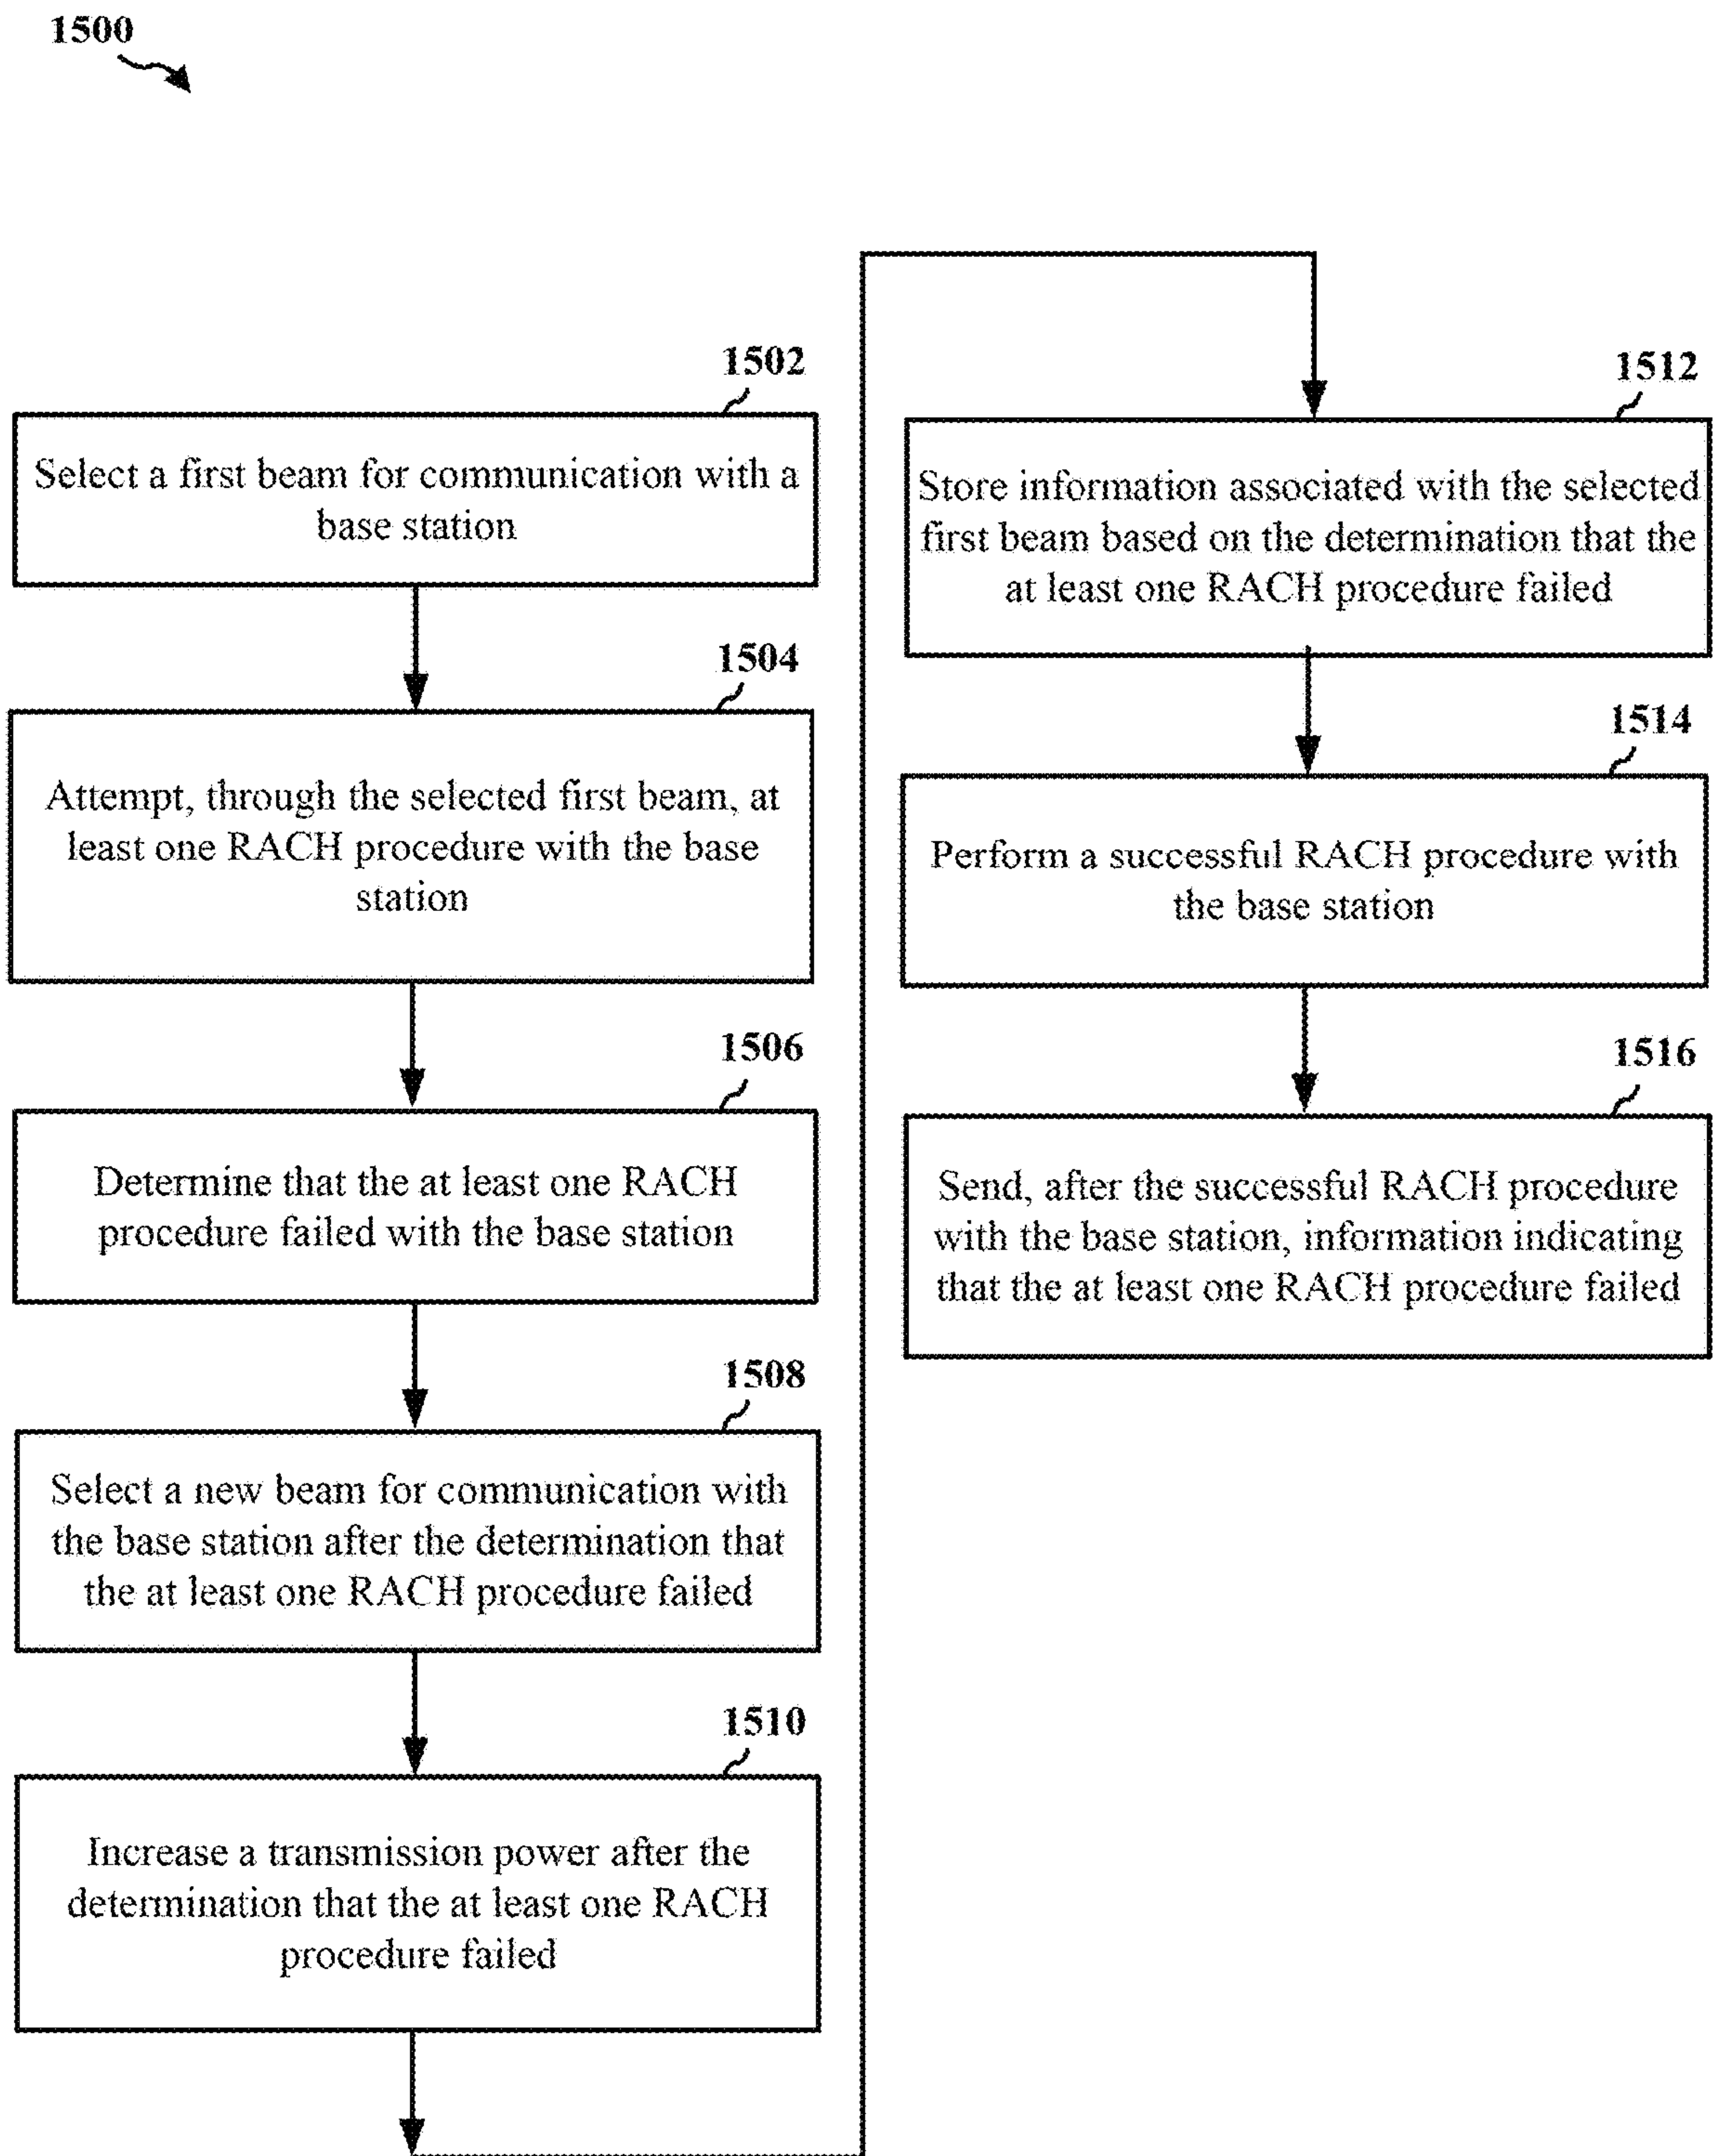 1500
1502
Select a first beam for communication with a
base station
1504
Attempt, through the selected first beam, at
least one RACH procedure with the base
station
1506
Determine that the at least one RACH
procedure failed with the base station
1508
Select a new beam for communication with
the base station after the determination that
the at least one RACH procedure failed
1510
Increase a transmission power after the
determination that the at least one RACH
procedure failed
1512
Store information associated with the selected
first beam based on the determination that the
at least one RACH procedure failed
1514
Perform a successful RACH procedure with
the base station
1516
Send, after the successful RACH procedure
with the base station, information indicating
that the at least one RACH procedure failed